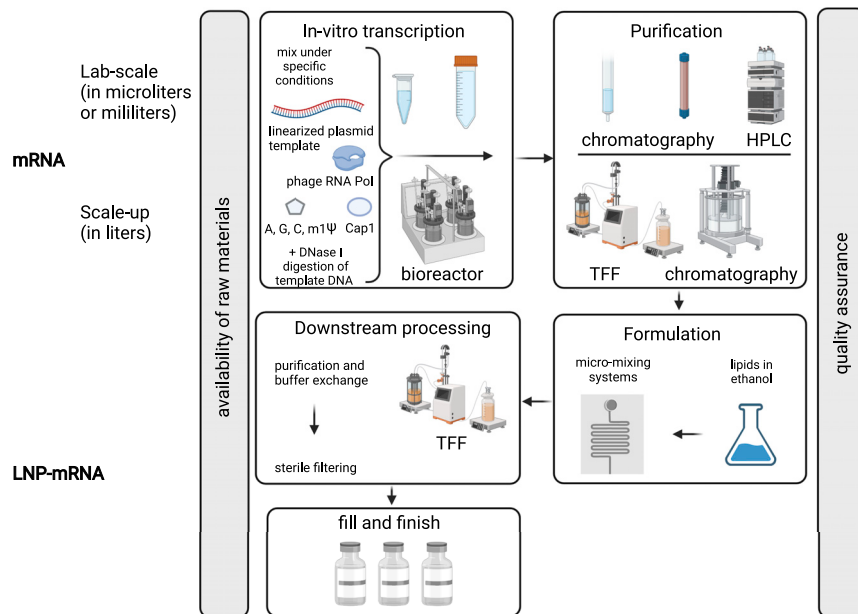 In-vitro transcription
mix under
specific
conditions
linearized plasmid
template
phage RNA Pol
A, G, C, m1Ψ
Cap1
+ DNase I
digestion of
template DNA
bioreactor
Purification
chromatography
HPLC
TFF
chromatography
Lab-scale
(in microliters
or mililiters)
mRNA
Scale-up
(in liters)
LNP-mRNA
availability of raw materials
quality assurance
Formulation
micro-mixing
systems
lipids in
ethanol
Downstream processing
purification and
buffer exchange
TFF
sterile filtering
fill and finish